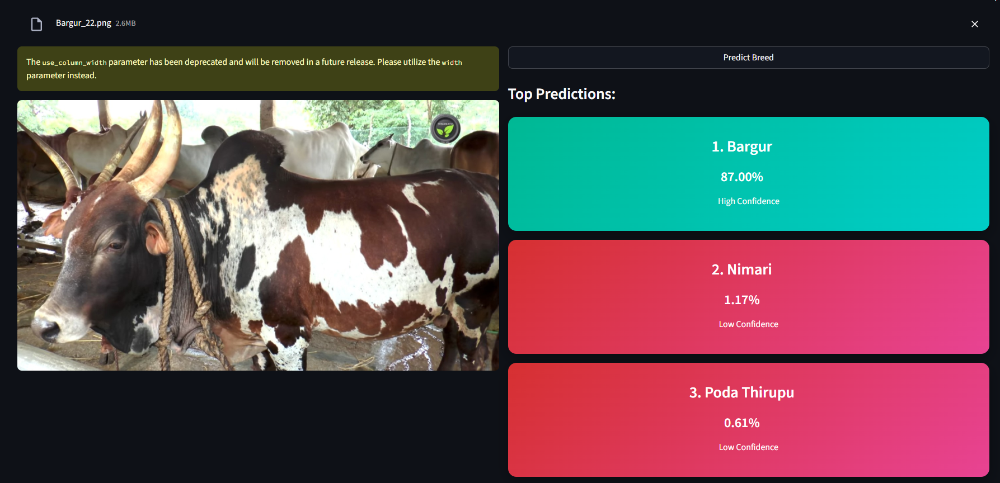 Bargur_22.png 2.6MB
The use_column_width parameter has been deprecated and will be removed in a future release. Please utilize the width
parameter instead.
Predict Breed
Top Predictions:
1. Bargur
87.00%
High Confidence
2. Nimari
1.17%
Low Confidence
3. Poda Thirupu
0.61%
Low Confidence